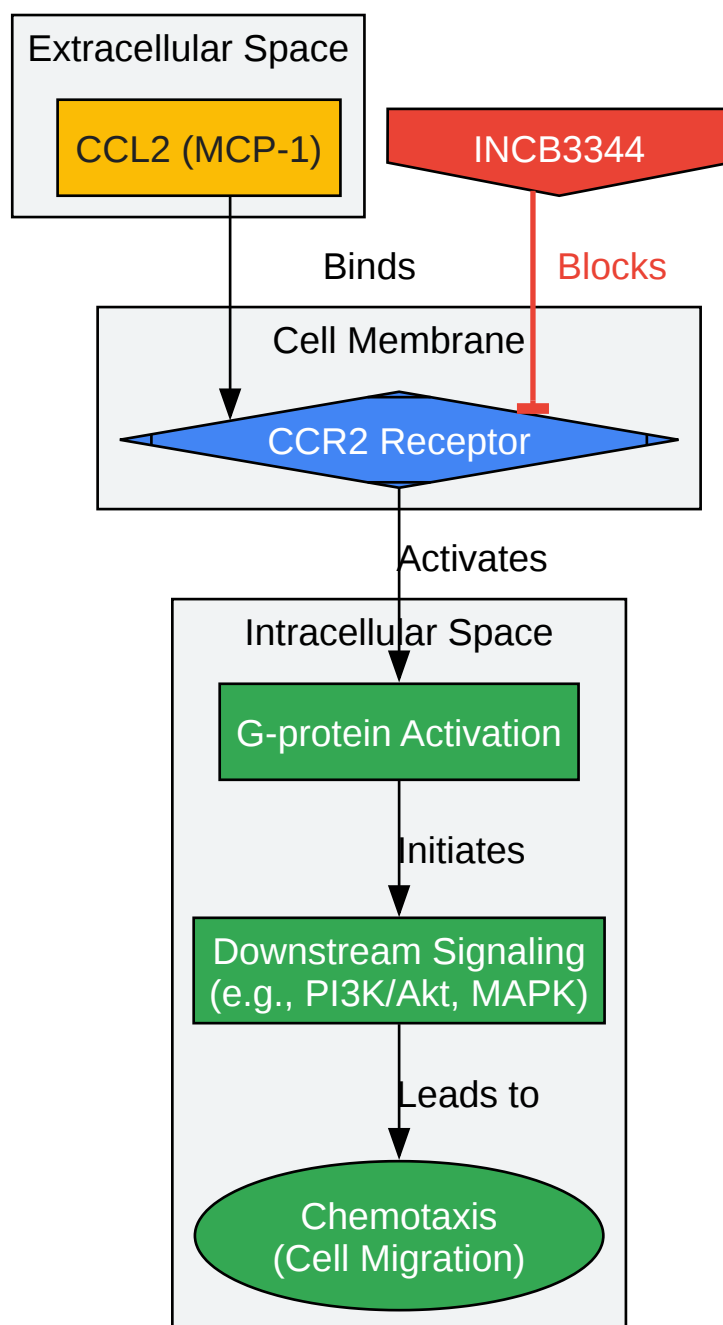 Extracellular Space
CCL2 (MCP-1)
INCB3344
Binds
Blocks
Cell Membrane
CCR2 Receptor
Activates
Intracellular Space
G-protein Activation
Initiates
Downstream Signaling
(e.g., PI3K/Akt, MAPK)
Leads to
Chemotaxis
(Cell Migration)